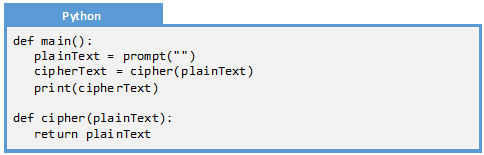 Python
def main():
    plainText = prompt("")
    cipherText = cipher(plainText)
    print(cipherText)

def cipher(plainText):
    return plainText